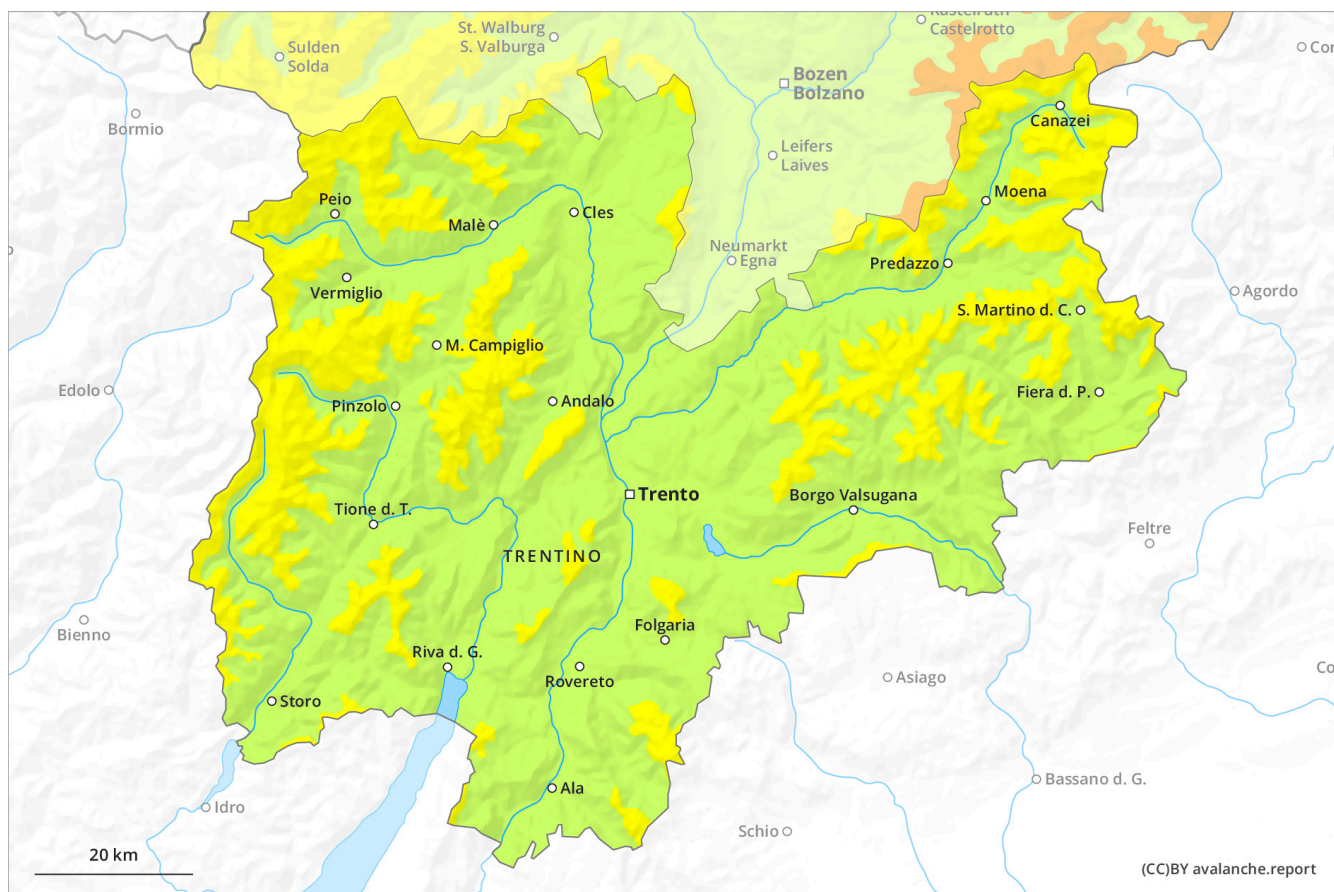 Kastelruth
Castelrotto
St. Walburg
S. Valburga
Sulden
Solda
Bozen
Bolzano
Canazei
Bormio
Leifers
Laives
Peio
Moena
Malè
Cles
Neumarkt
Egna
Predazzo
Vermiglio
Agordo
S. Martino d. C.
M. Campiglio
Edolo
Pinzolo
Andalo
Fiera d. P.
Trento
Borgo Valsugana
Tione d. T.
Feltre
TRENTINO
Bienno
Folgaria
Riva d. G.
Rovereto
Asiago
Storo
Ala
Bassano d. G.
Idro
Schio
20 km
(CC)BY avalanche.report